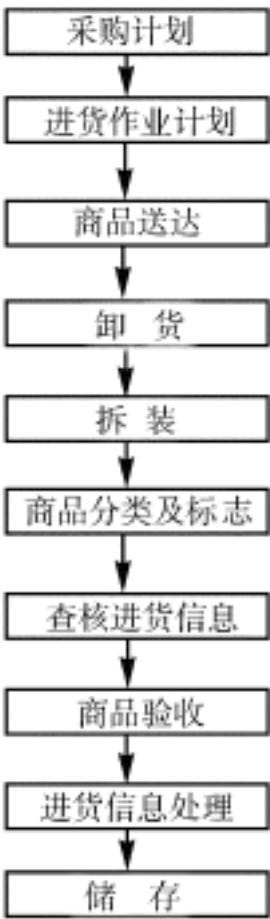 采购计划
进货作业计划
商品送达
卸 货
拆 装
商品分类及标志
查核进货信息
商品验收
进货信息处理
储 存